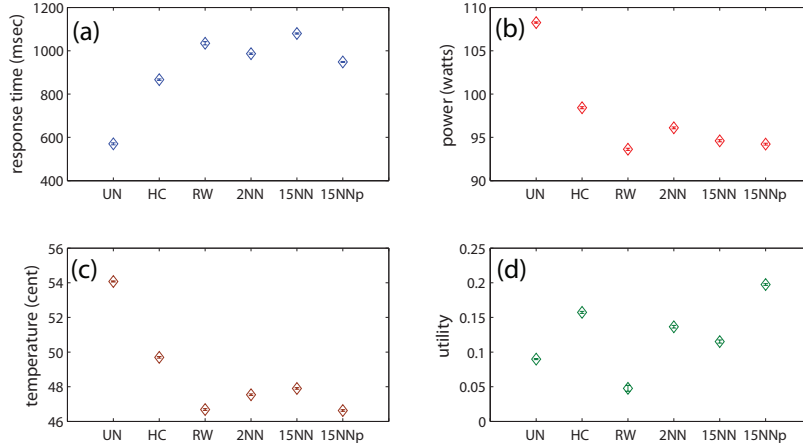 (a)
response time (msec)
1200
1000
800
600
400
UN HC RW 2NN 15NN 15NNp
(b)
power (watts)
110
105
100
95
90
UN HC RW 2NN 15NN 15NNp
(c)
temperature (cent)
56
54
52
50
48
46
UN HC RW 2NN 15NN 15NNp
(d)
utility
0.25
0.2
0.15
0.1
0.05
0
UN HC RW 2NN 15NN 15NNp